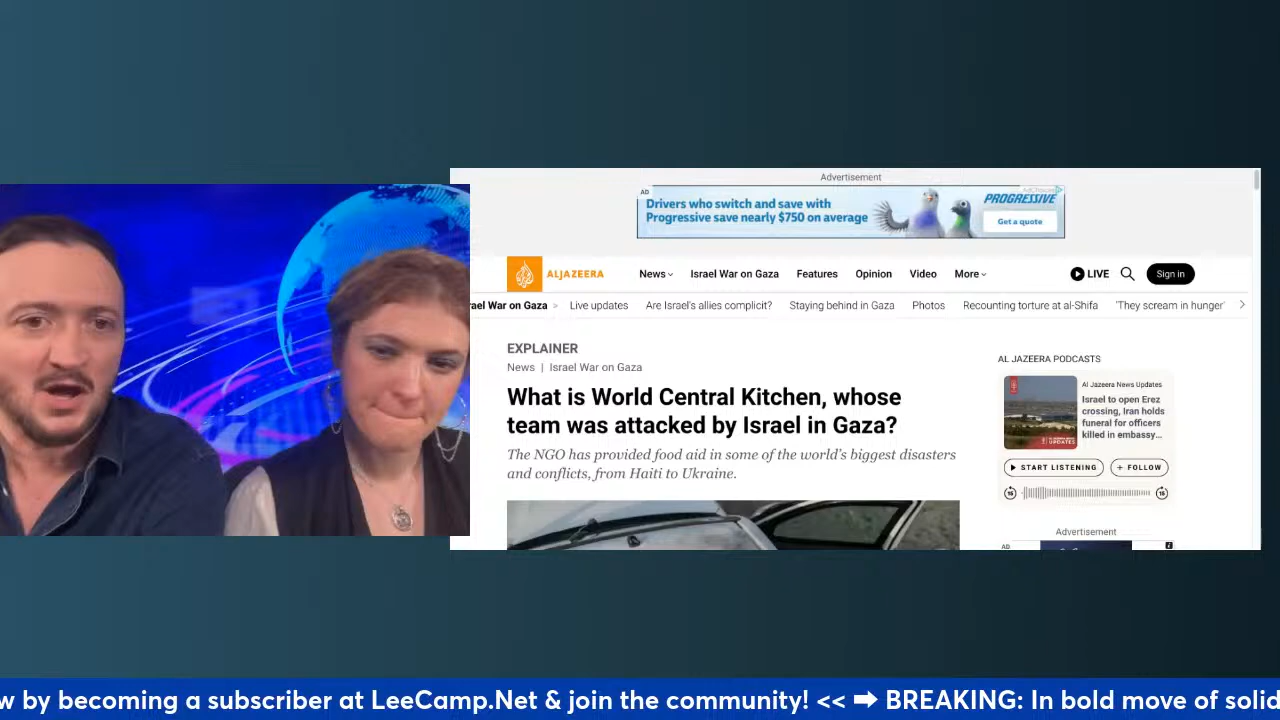 Advertisement
AD
AdChoices
Drivers who switch and save with
Progressive save nearly $750 on average
PROGRESSIVE
Get a quote
ALJAZEERA
News
Israel War on Gaza
Features
Opinion
Video
More
LIVE
Sign in
rael War on Gaza > Live updates Are Israel's allies complicit? Staying behind in Gaza Photos Recounting torture at al-Shifa 'They scream in hunger'
EXPLAINER
News | Israel War on Gaza
What is World Central Kitchen, whose
team was attacked by Israel in Gaza?
The NGO has provided food aid in some of the world's biggest disasters
and conflicts, from Haiti to Ukraine.
AL JAZEERA PODCASTS
UPDATES
Al Jazeera News Updates
Israel to open Erez
crossing, Iran holds
funeral for officers
killed in embassy...
START LISTENING
+ FOLLOW
15
15
Advertisement
AD
w by becoming a subscriber at LeeCamp.Net & join the community! << ➡ BREAKING: In bold move of solid